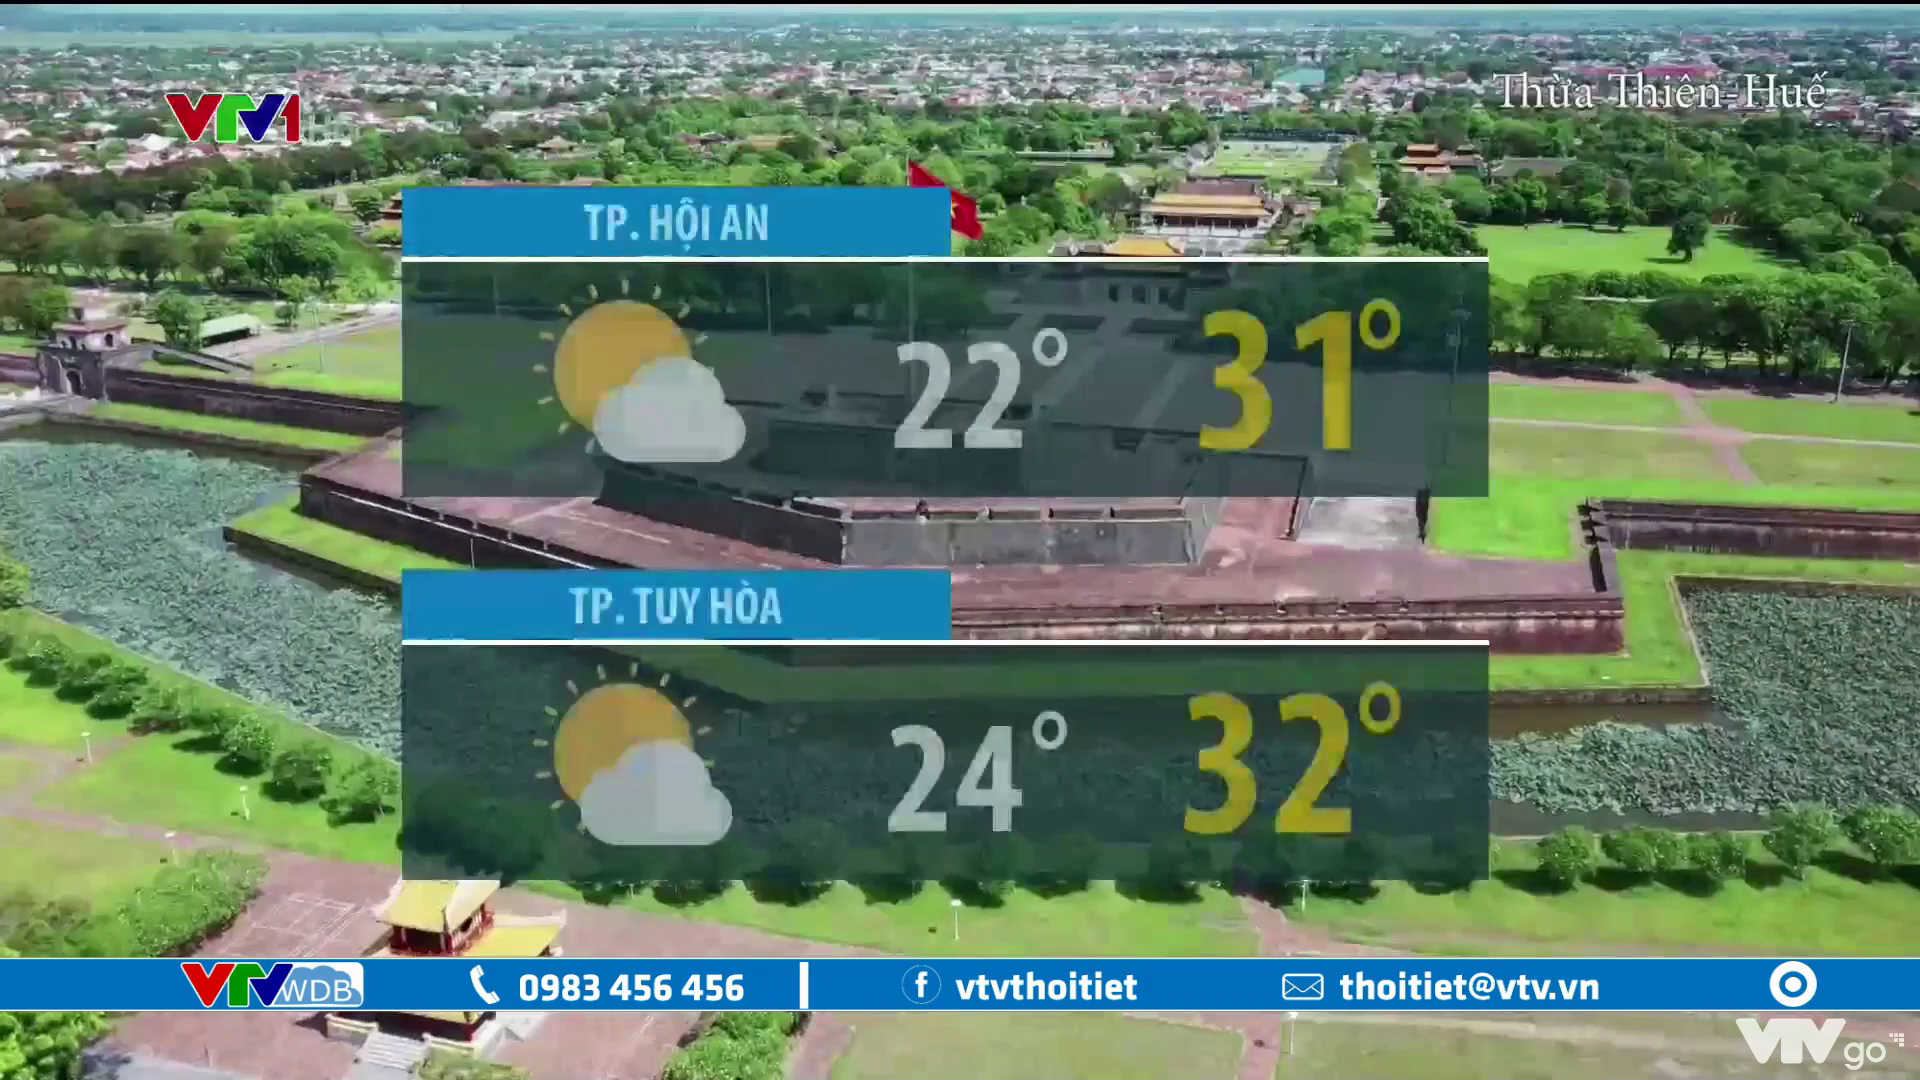 VTV1
Thừa Thiên-Huế
TP. HỘI AN
22° 31°
TP. TUY HÒA
24° 32°
VTV WDB 0983 456 456 vtvthoitiet thoitiet@vtv.vn
VTV go